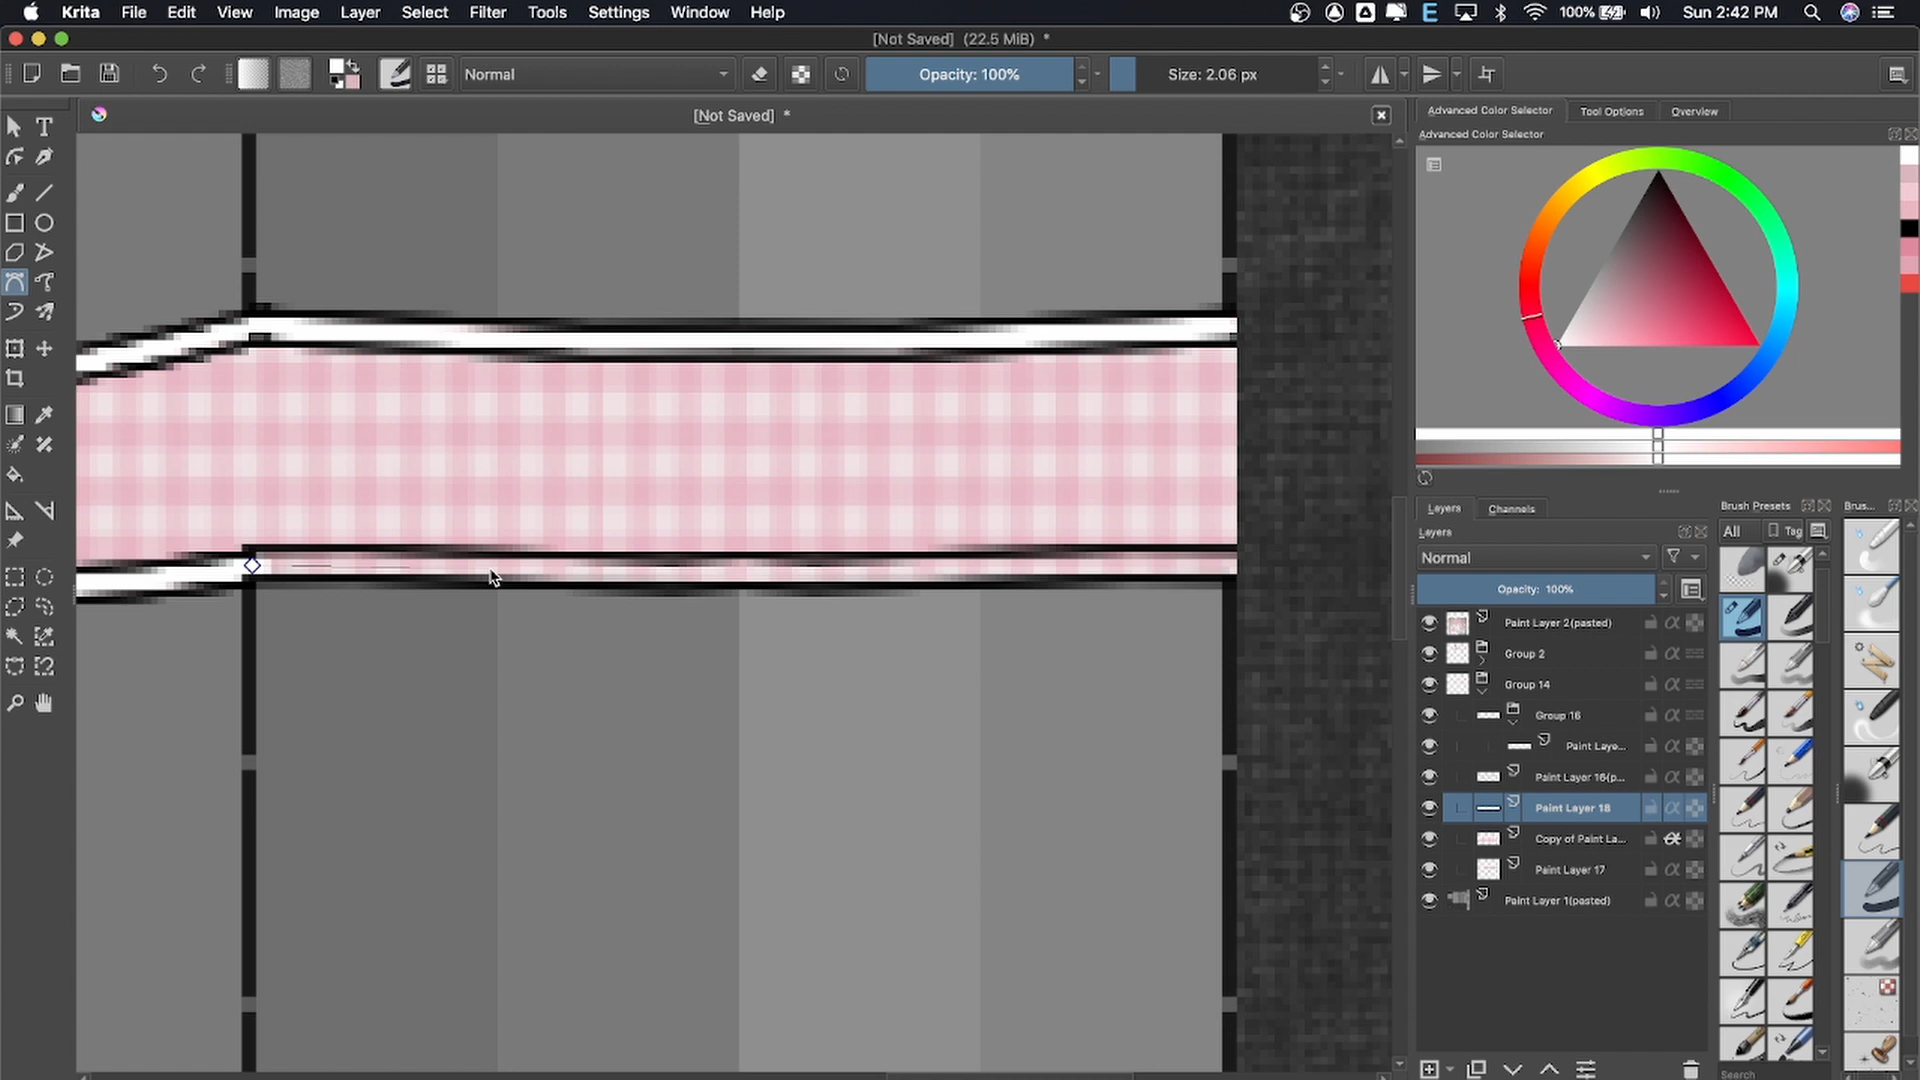 Krita File Edit View Image Layer Select Filter Tools Settings Window Help 100% Sun 2:42 PM
[Not Saved] (22.5 MiB) *
Normal Opacity: 100% Size: 2.06 px
[Not Saved] *
Advanced Color Selector Tool Options Overview
Advanced Color Selector
Layers Channels
Layers
Brush Presets
Brus...
All Tag
Normal
Opacity: 100%
Paint Layer 2(pasted)
Group 2
Group 14
Group 16
Paint Laye...
Paint Layer 16(p...
Paint Layer 18
Copy of Paint La...
Paint Layer 17
Paint Layer 1(pasted)
Search